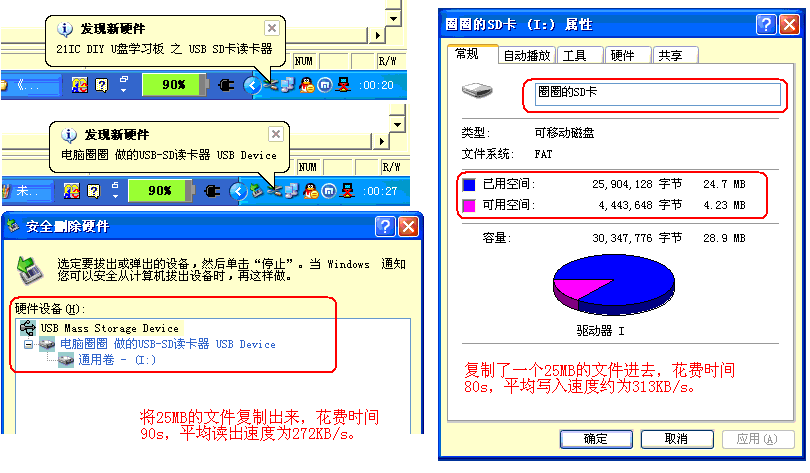 发现新硬件
21IC DIY U盘学习板 之 USB SD卡读卡器
NUM
R/W
《...
90%
:00:20
发现新硬件
电脑圈圈 做的USB-SD读卡器 USB Device
NUM
R/W
未...
90%
:00:27
安全删除硬件
选定要拔出或弹出的设备，然后单击“停止”。当 Windows 通知
您可以安全从计算机拔出设备时，再这样做。
硬件设备(H):
USB Mass Storage Device
电脑圈圈 做的USB-SD读卡器 USB Device
通用卷 - (I:)
将25MB的文件复制出来，花费时间
90s，平均读出速度为272KB/s。
圈圈的SD卡 (I:) 属性
常规
自动播放
工具
硬件
共享
圈圈的SD卡
类型: 可移动磁盘
文件系统: FAT
已用空间: 25,904,128 字节 24.7 MB
可用空间: 4,443,648 字节 4.23 MB
容量: 30,347,776 字节 28.9 MB
驱动器 I
复制了一个25MB的文件进去，花费时间
80s，平均写入速度约为313KB/s。
确定
取消
应用(A)